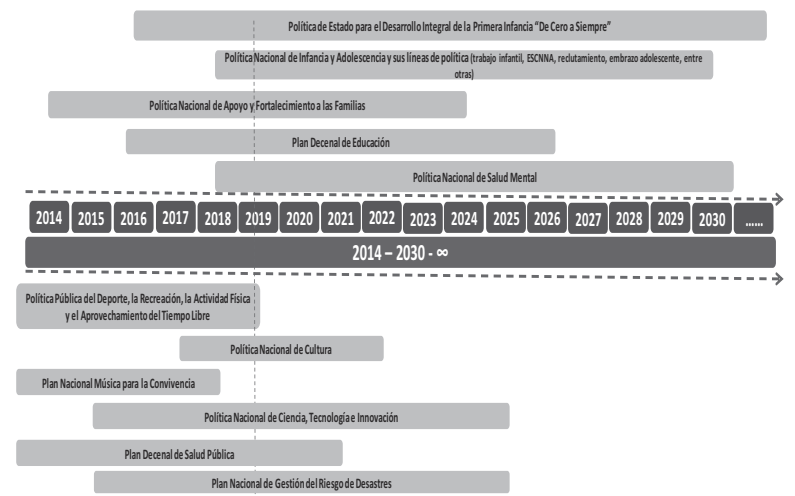 Política de Estado para el Desarrollo Integral de la Primera Infancia "De Cero a Siempre"
Política Nacional de Infancia y Adolescencia y sus líneas de política (trabajo infantil, ESCNNA, reclutamiento, embrazo adolescente, entre
otras)
Política Nacional de Apoyo y Fortalecimiento a las Familias
Plan Decenal de Educación
Política Nacional de Salud Mental
2014 2015 2016 2017 2018 2019 2020 2021 2022 2023 2024 2025 2026 2027 2028 2029 2030 ......
2014 – 2030 - ∞
Política Pública del Deporte, la Recreación, la Actividad Física
y el Aprovechamiento del Tiempo Libre
Política Nacional de Cultura
Plan Nacional Música para la Convivencia
Política Nacional de Ciencia, Tecnología e Innovación
Plan Decenal de Salud Pública
Plan Nacional de Gestión del Riesgo de Desastres